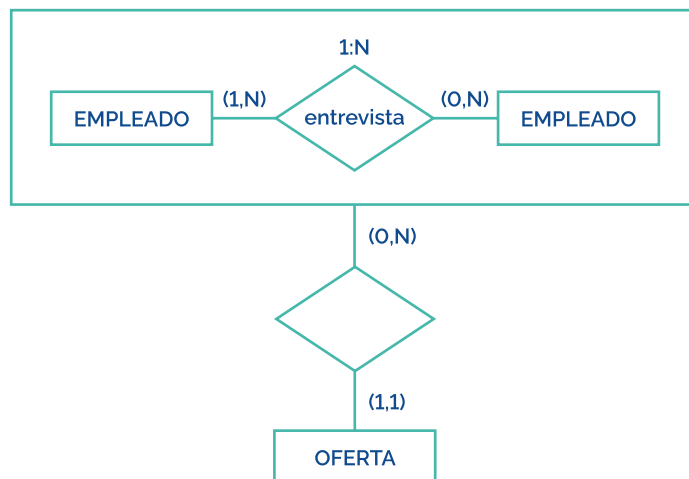 1:N
EMPLEADO
(1,N)
entrevista
(0,N)
EMPLEADO
(0,N)
(1,1)
OFERTA